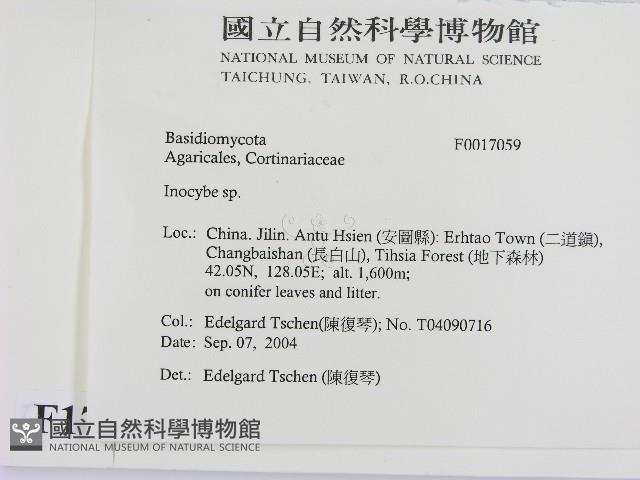 國立自然科學博物館
NATIONAL MUSEUM OF NATURAL SCIENCE
TAICHUNG, TAIWAN, R.O.CHINA
Basidiomycota F0017059
Agaricales, Cortinariaceae
Inocybe sp.
Loc.: China. Jilin. Antu Hsien (安圖縣): Erhtao Town (二道鎮),
Changbaishan (長白山), Tihsia Forest (地下森林)
42.05N, 128.05E; alt. 1,600m;
on conifer leaves and litter.
Col.: Edelgard Tschen(陳復琴); No. T04090716
Date: Sep. 07, 2004
Det.: Edelgard Tschen (陳復琴)
國立自然科學博物館
NATIONAL MUSEUM OF NATURAL SCIENCE